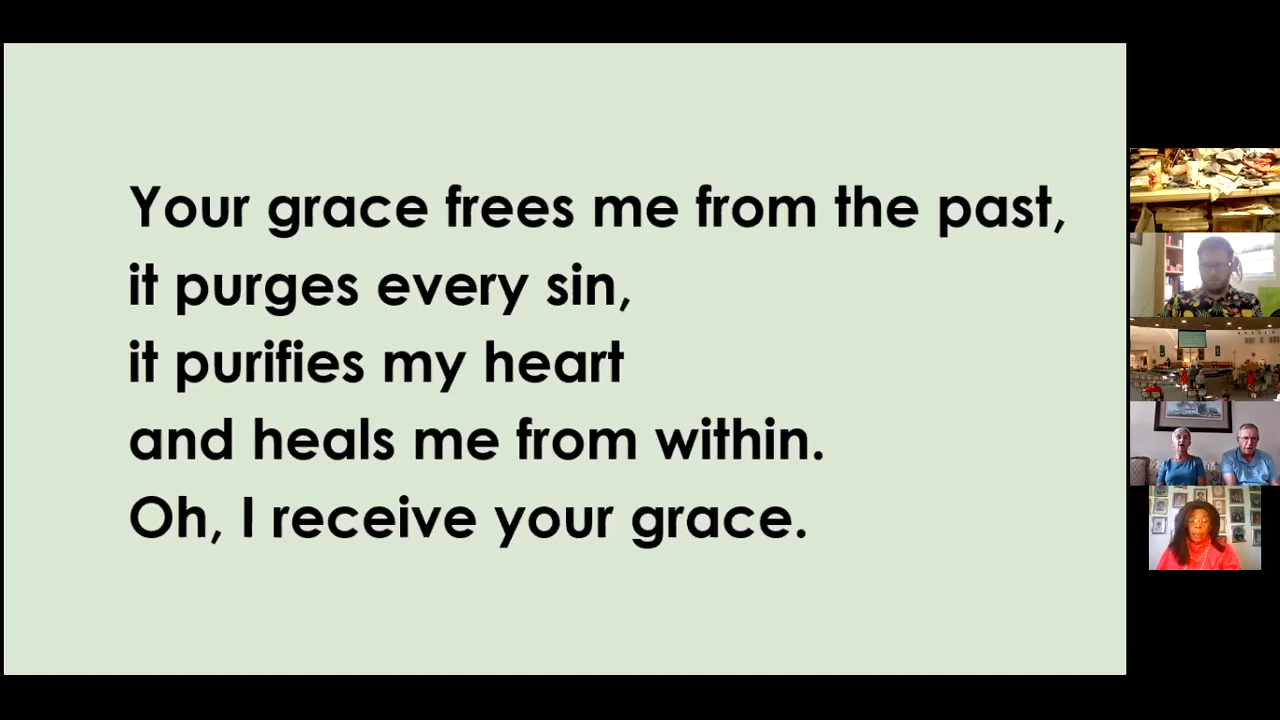 Your grace frees me from the past,
it purges every sin,
it purifies my heart
and heals me from within.
Oh, I receive your grace.